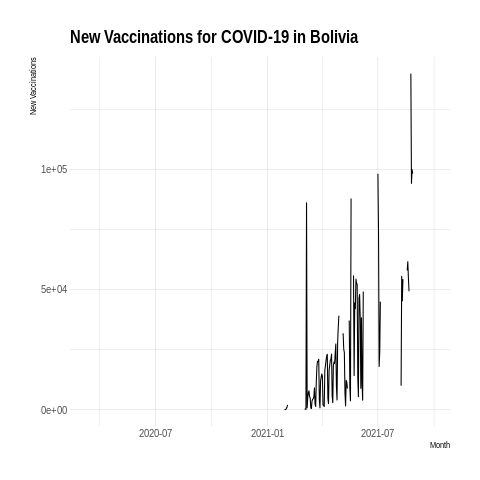 New Vaccinations for COVID-19 in Bolivia
New Vaccinations
1e+05
5e+04
0e+00
2020-07
2021-01
2021-07
Month